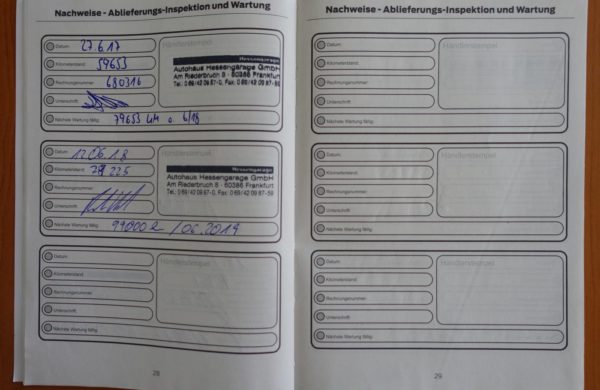 Nachweise - Ablieferungs-Inspektion und Wartung
Datum: 27.6.17
Händlerstempel
Kilometerstand: 59653
Hessengarage
Autohaus Hessengarage GmbH
Am Riederbruch 8 · 60386 Frankfurt
Rechnungsnummer: 680316
Unterschrift:
Nächste Wartung fällig: 79653 km o. 6/18
Datum: 12.06.18
Händlerstempel
Kilometerstand:
Hessengarage
Autohaus Hessengarage GmbH
Am Riederbruch 8 · 60386 Frankfurt
Rechnungsnummer:
Unterschrift:
Nächste Wartung fällig: /06.2019
Datum:
Händlerstempel
Kilometerstand:
Rechnungsnummer:
Unterschrift:
Nächste Wartung fällig:
28
Nachweise - Ablieferungs-Inspektion und Wartung
Datum:
Händlerstempel
Kilometerstand:
Rechnungsnummer:
Unterschrift:
Nächste Wartung fällig:
Datum:
Händlerstempel
Kilometerstand:
Rechnungsnummer:
Unterschrift:
Nächste Wartung fällig:
Datum:
Händlerstempel
Kilometerstand:
Rechnungsnummer:
Unterschrift:
Nächste Wartung fällig:
29